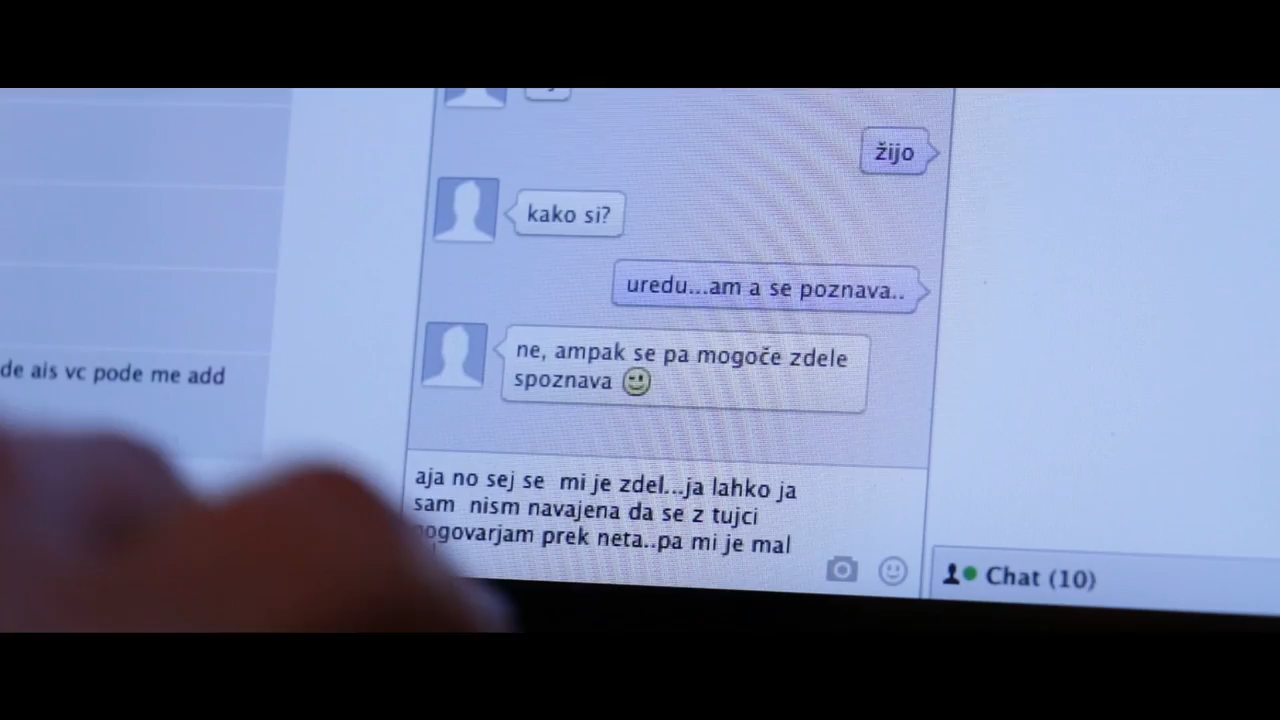 žijo
kako si?
uredu...am a se poznava..
ne, ampak se pa mogoče zdele
spoznava
de ais vc pode me add
aja no sej se mi je zdel...ja lahko ja
sam nism navajena da se z tujci
pogovarjam prek neta..pa mi je mal
Chat (10)